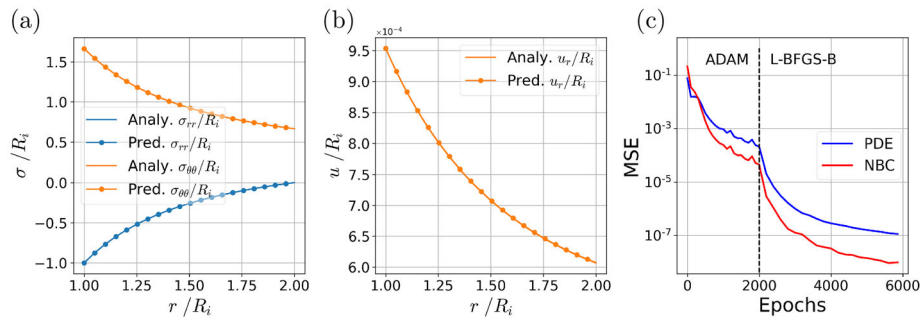 (a)
1.5
1.0
0.5
0.0
−0.5
−1.0
σ /R_i
Analy. σ_rr/R_i
Pred. σ_rr/R_i
Analy. σ_θθ/R_i
Pred. σ_θθ/R_i
1.00 1.25 1.50 1.75 2.00
r /R_i
(b)
×10⁻⁴
9.5
9.0
8.5
8.0
7.5
7.0
6.5
6.0
u /R_i
Analy. u_r/R_i
Pred. u_r/R_i
1.00 1.25 1.50 1.75 2.00
r /R_i
(c)
ADAM L-BFGS-B
10⁻¹
10⁻³
10⁻⁵
10⁻⁷
MSE
PDE
NBC
0 2000 4000 6000
Epochs